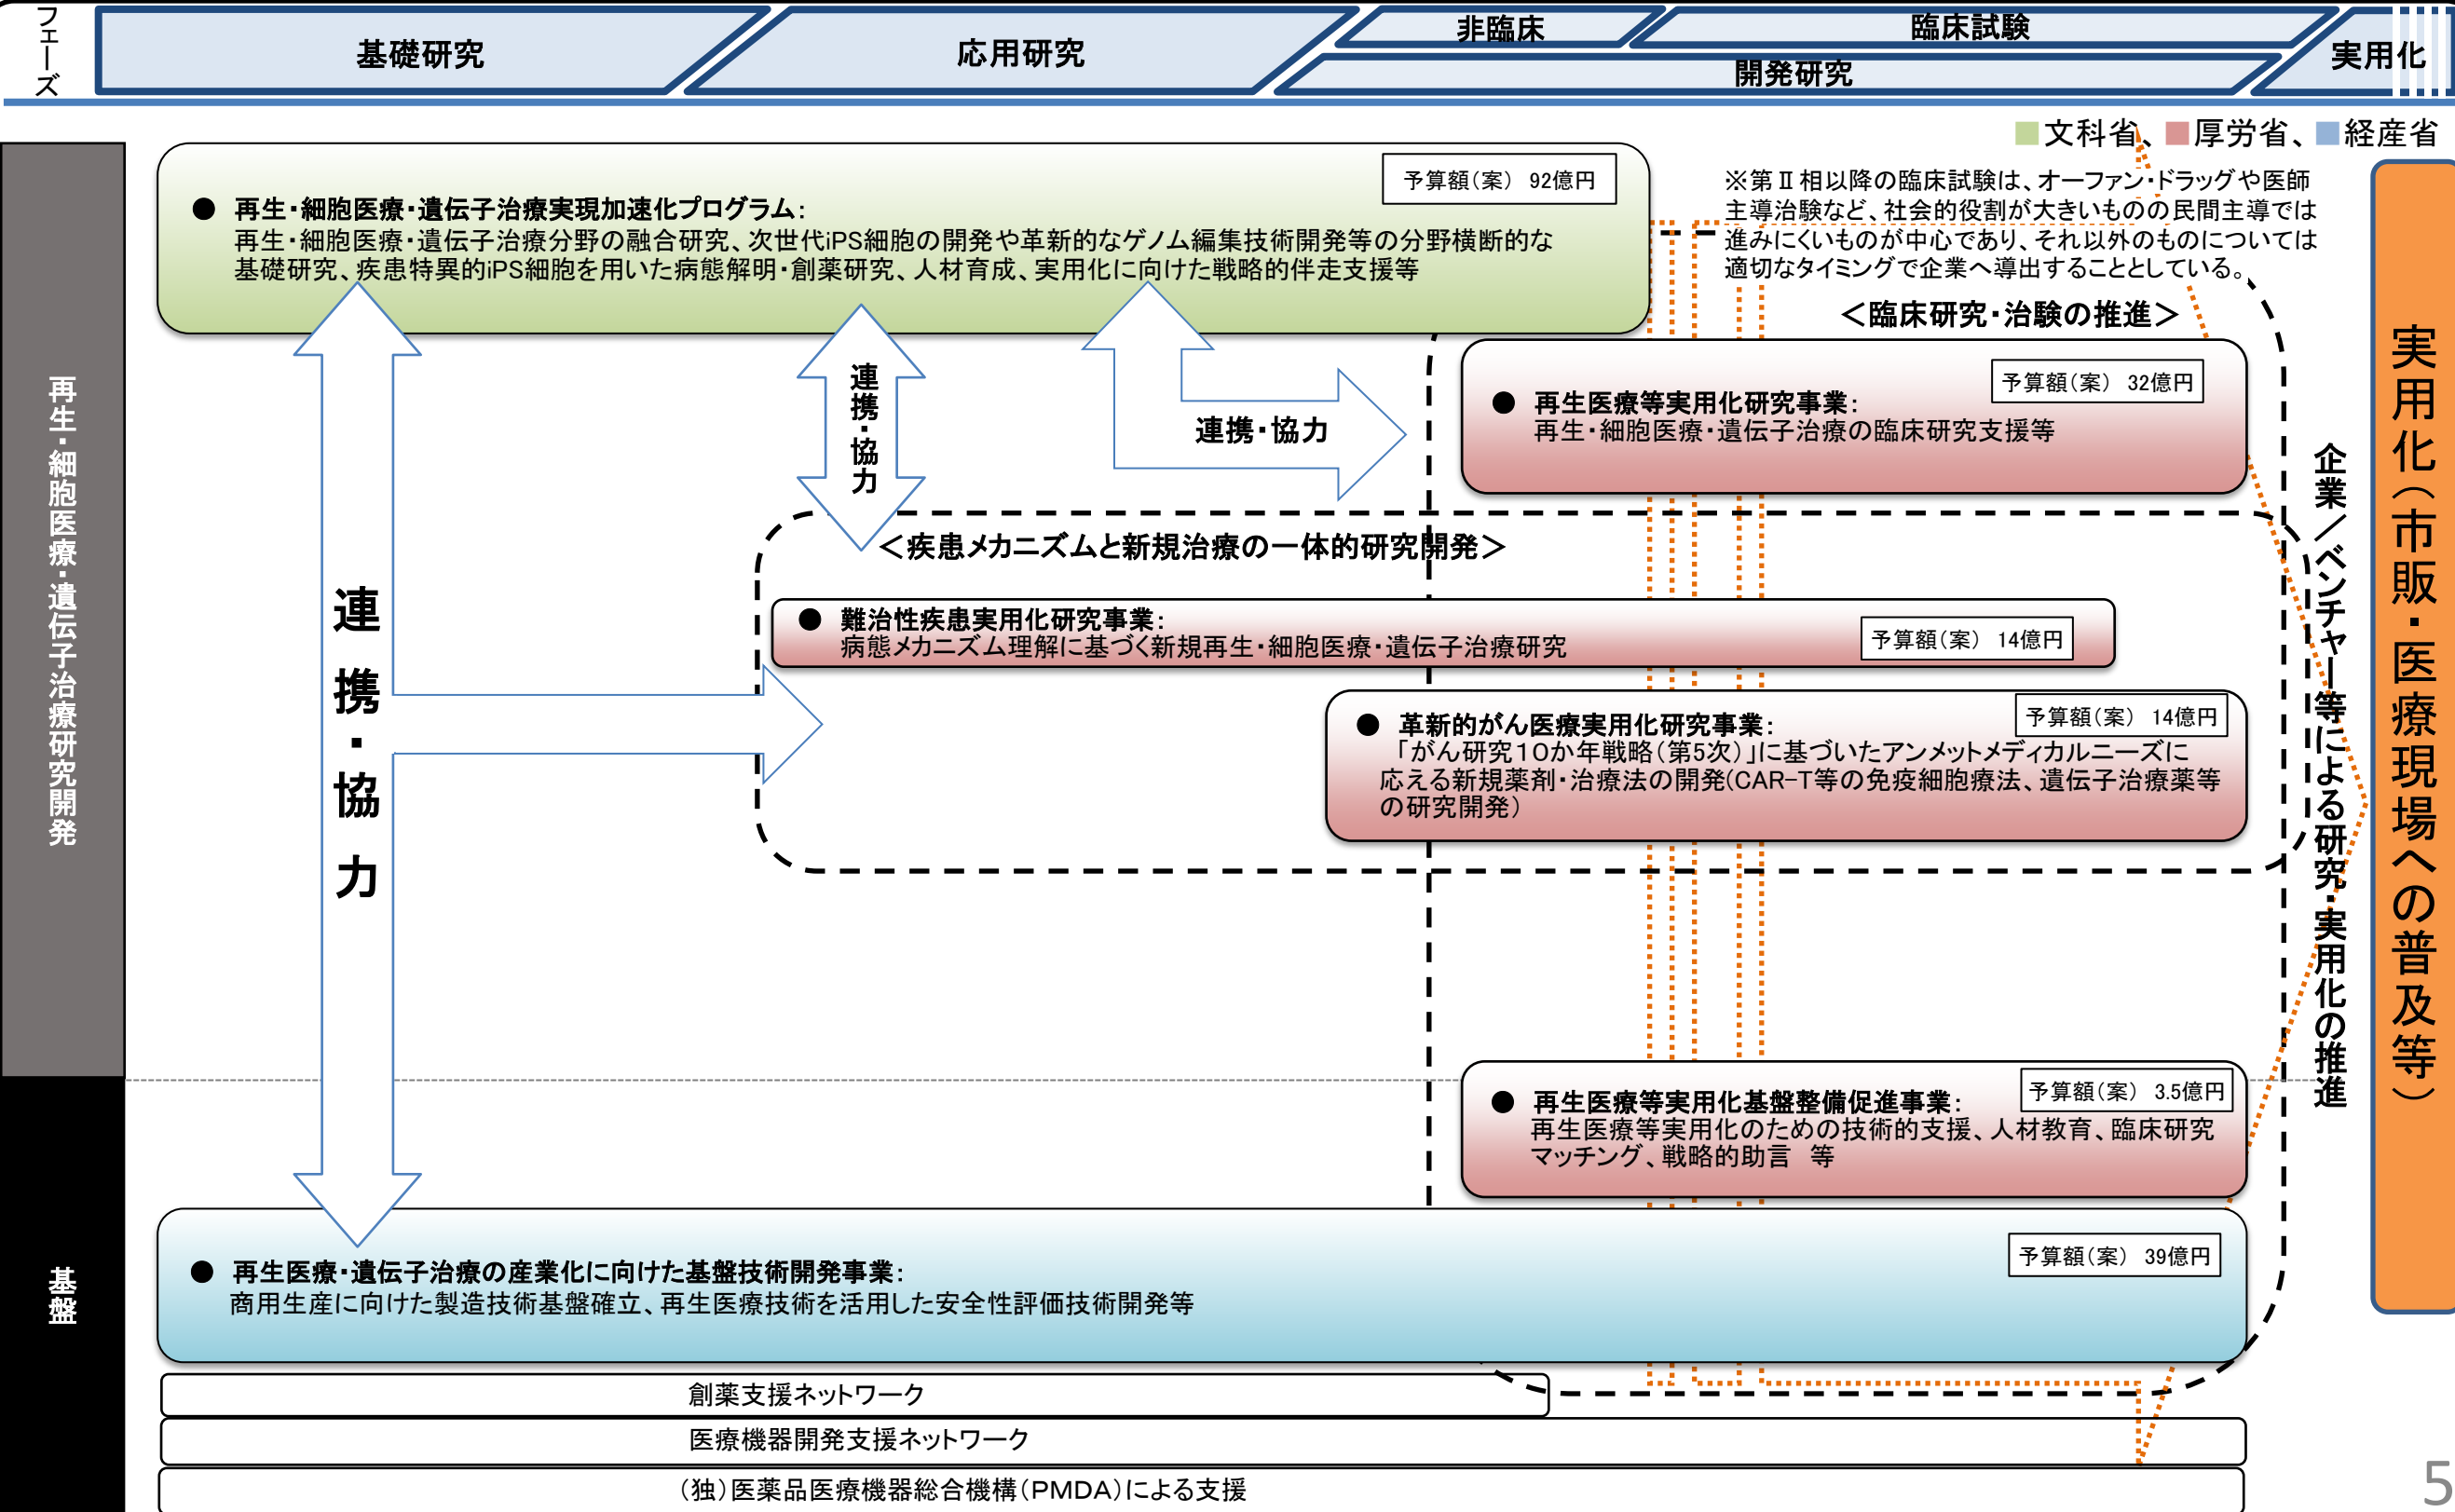 フェーズ
基礎研究
応用研究
非臨床
臨床試験
開発研究
実用化
■文科省、■厚労省、■経産省
再生・細胞医療・遺伝子治療研究開発
予算額(案) 92億円
● 再生・細胞医療・遺伝子治療実現加速化プログラム:
再生・細胞医療・遺伝子治療分野の融合研究、次世代iPS細胞の開発や革新的なゲノム編集技術開発等の分野横断的な
基礎研究、疾患特異的iPS細胞を用いた病態解明・創薬研究、人材育成、実用化に向けた戦略的伴走支援等
※第Ⅱ相以降の臨床試験は、オーファン・ドラッグや医師
主導治験など、社会的役割が大きいものの民間主導では
進みにくいものが中心であり、それ以外のものについては
適切なタイミングで企業へ導出することとしている。
<臨床研究・治験の推進>
連携・協力
連携・協力
連携・協力
予算額(案) 32億円
● 再生医療等実用化研究事業:
再生・細胞医療・遺伝子治療の臨床研究支援等
<疾患メカニズムと新規治療の一体的研究開発>
● 難治性疾患実用化研究事業:
病態メカニズム理解に基づく新規再生・細胞医療・遺伝子治療研究
予算額(案) 14億円
予算額(案) 14億円
● 革新的がん医療実用化研究事業:
「がん研究10か年戦略(第5次)」に基づいたアンメットメディカルニーズに
応える新規薬剤・治療法の開発(CAR-T等の免疫細胞療法、遺伝子治療薬等
の研究開発)
企業/ベンチャー等による研究・実用化の推進
実用化(市販・医療現場への普及等)
基盤
予算額(案) 3.5億円
● 再生医療等実用化基盤整備促進事業:
再生医療等実用化のための技術的支援、人材教育、臨床研究
マッチング、戦略的助言 等
予算額(案) 39億円
● 再生医療・遺伝子治療の産業化に向けた基盤技術開発事業:
商用生産に向けた製造技術基盤確立、再生医療技術を活用した安全性評価技術開発等
創薬支援ネットワーク
医療機器開発支援ネットワーク
(独)医薬品医療機器総合機構(PMDA)による支援
5